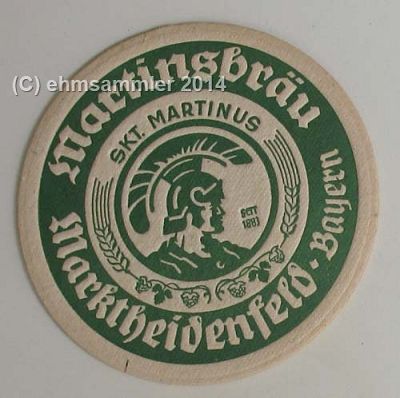 (C) ehmsammler 2014
Martinsbräu
SKT. MARTINUS
SEIT
1881
Marktheidenfeld · Bayern